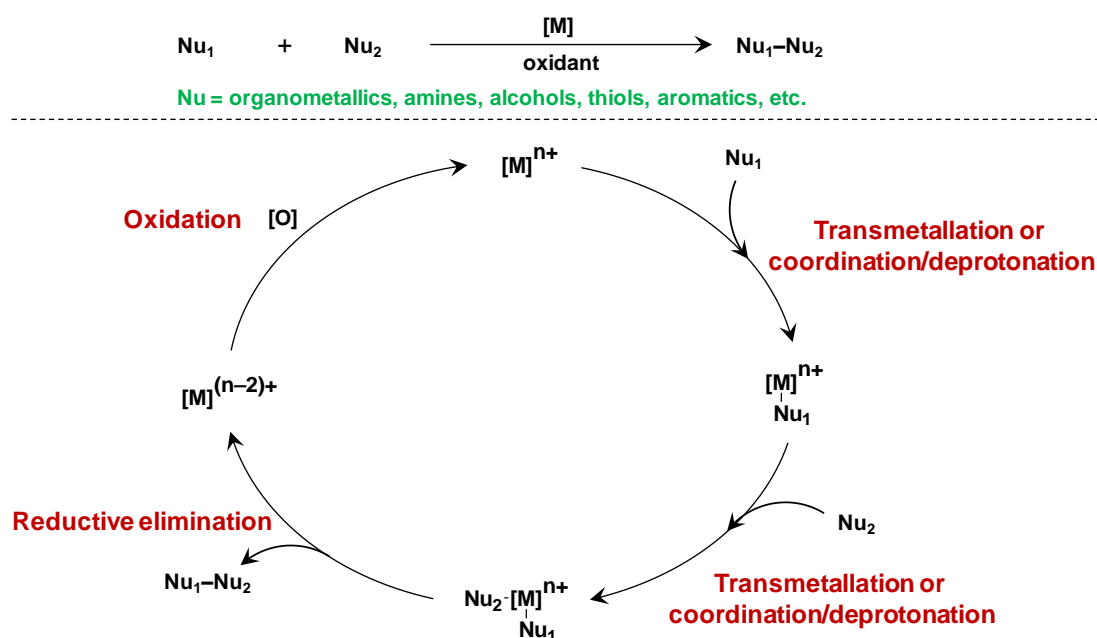 Nu₁ + Nu₂ [M] oxidant Nu₁–Nu₂
Nu = organometallics, amines, alcohols, thiols, aromatics, etc.
[M]ⁿ⁺
Nu₁
Oxidation [O]
Transmetallation or
coordination/deprotonation
[M]⁽ⁿ⁻²⁾⁺
[M]ⁿ⁺
Nu₁
Reductive elimination
Nu₂
Nu₁–Nu₂
Nu₂-[M]ⁿ⁺
Nu₁
Transmetallation or
coordination/deprotonation